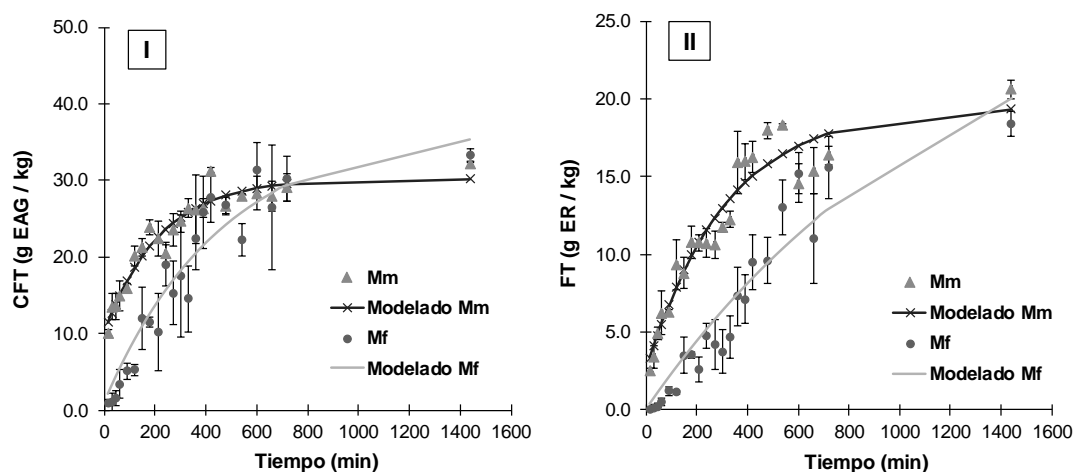 I
CFT (g EAG / kg)
50.0
40.0
30.0
20.0
10.0
0.0
0 200 400 600 800 1000 1200 1400 1600
Tiempo (min)
Mm
Modelado Mm
Mf
Modelado Mf
II
FT (g ER / kg)
25.0
20.0
15.0
10.0
5.0
0.0
0 200 400 600 800 1000 1200 1400 1600
Tiempo (min)
Mm
Modelado Mm
Mf
Modelado Mf